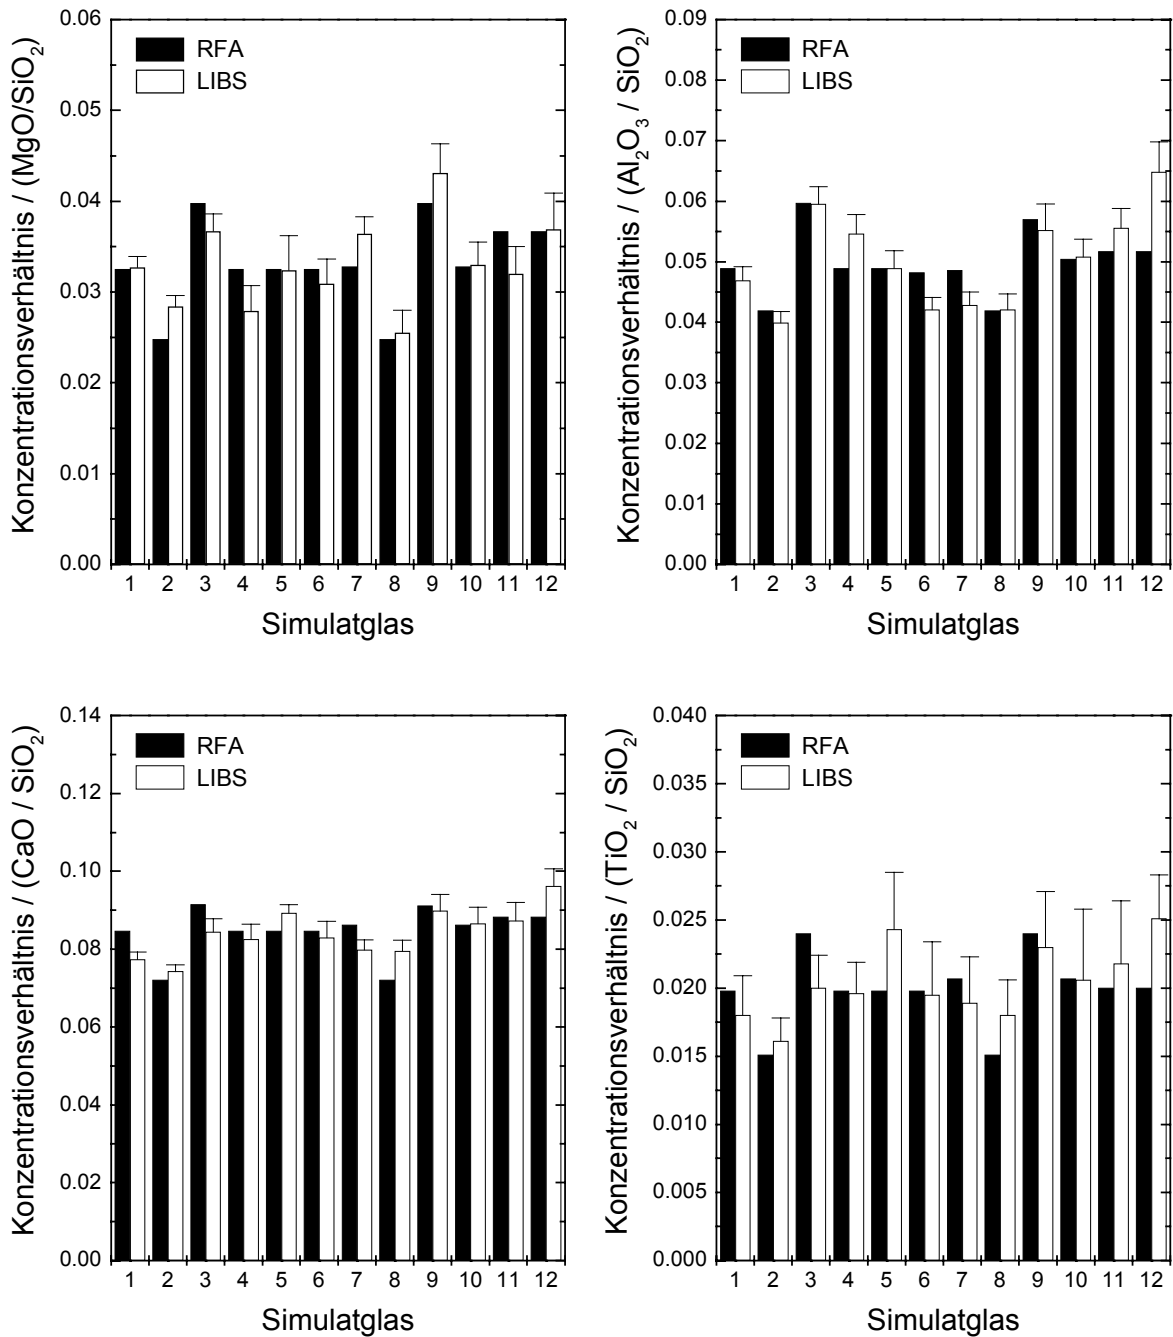 Konzentrationsverhältnis / (MgO/SiO₂)
0.06
0.05
0.04
0.03
0.02
0.01
0.00
RFA
LIBS
1 2 3 4 5 6 7 8 9 10 11 12
Simulatglas
Konzentrationsverhältnis / (Al₂O₃ / SiO₂)
0.09
0.08
0.07
0.06
0.05
0.04
0.03
0.02
0.01
0.00
RFA
LIBS
1 2 3 4 5 6 7 8 9 10 11 12
Simulatglas
Konzentrationsverhältnis / (CaO / SiO₂)
0.14
0.12
0.10
0.08
0.06
0.04
0.02
0.00
RFA
LIBS
1 2 3 4 5 6 7 8 9 10 11 12
Simulatglas
Konzentrationsverhältnis / (TiO₂ / SiO₂)
0.040
0.035
0.030
0.025
0.020
0.015
0.010
0.005
0.000
RFA
LIBS
1 2 3 4 5 6 7 8 9 10 11 12
Simulatglas